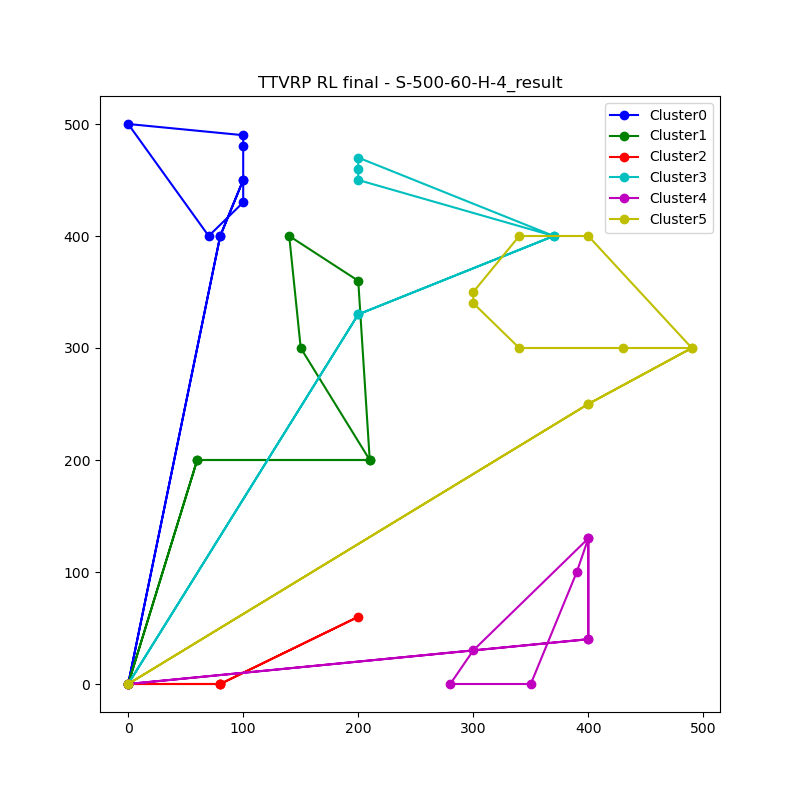 TTVRP RL final - S-500-60-H-4_result
Cluster0
Cluster1
Cluster2
Cluster3
Cluster4
Cluster5
500
400
300
200
100
0
0 100 200 300 400 500